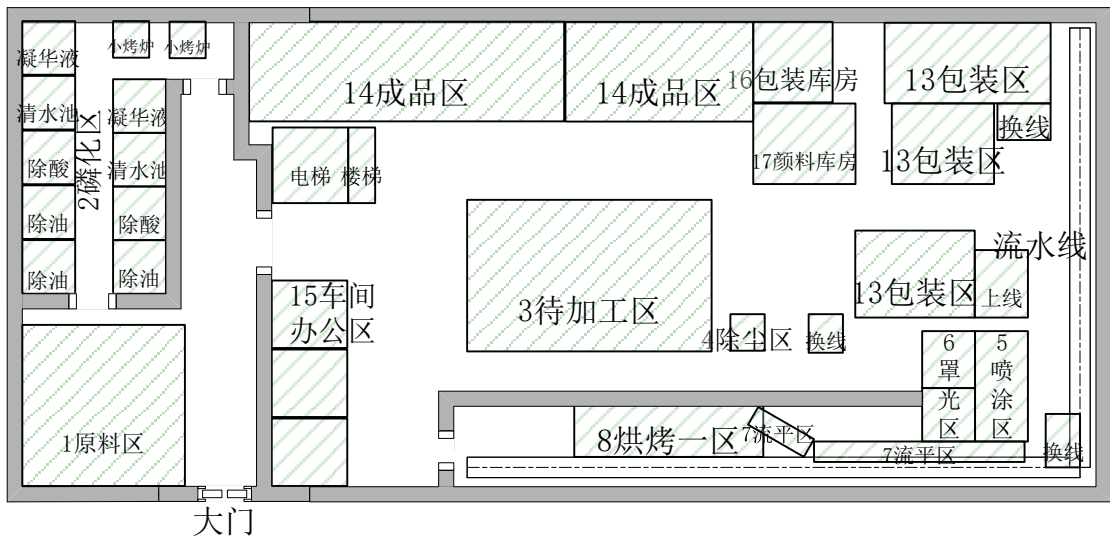 小烤炉
小烤炉
凝华液
清水池
除酸
除油
除油
2磷化区
凝华液
清水池
除酸
除油
14成品区
14成品区
16包装库房
13包装区
17颜料库房
13包装区
换线
电梯
楼梯
流水线
3待加工区
13包装区
上线
15车间
办公区
4除尘区
换线
6
罩
光
区
5
喷
涂
区
1原料区
8烘烤一区
7流平区
7流平区
换线
大门